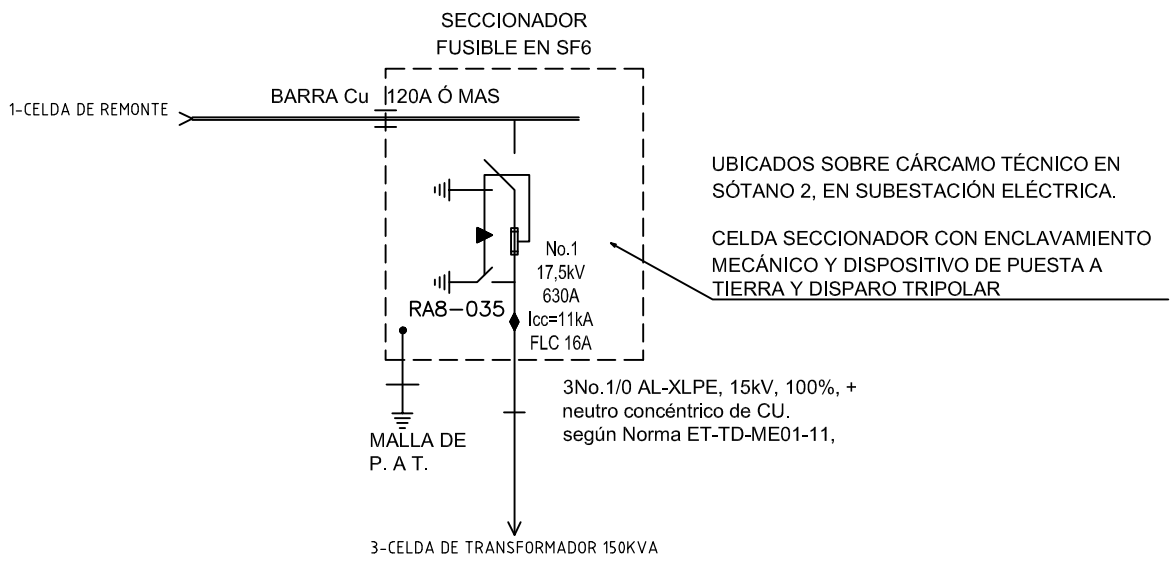 SECCIONADOR
FUSIBLE EN SF6
1-CELDA DE REMONTE
BARRA Cu 120A Ó MAS
UBICADOS SOBRE CÁRCAMO TÉCNICO EN
SÓTANO 2, EN SUBESTACIÓN ELÉCTRICA.
CELDA SECCIONADOR CON ENCLAVAMIENTO
MECÁNICO Y DISPOSITIVO DE PUESTA A
TIERRA Y DISPARO TRIPOLAR
No.1
17,5kV
630A
Icc=11kA
FLC 16A
RA8-035
3No.1/0 AL-XLPE, 15kV, 100%, +
neutro concéntrico de CU.
según Norma ET-TD-ME01-11,
MALLA DE
P. A T.
3-CELDA DE TRANSFORMADOR 150KVA